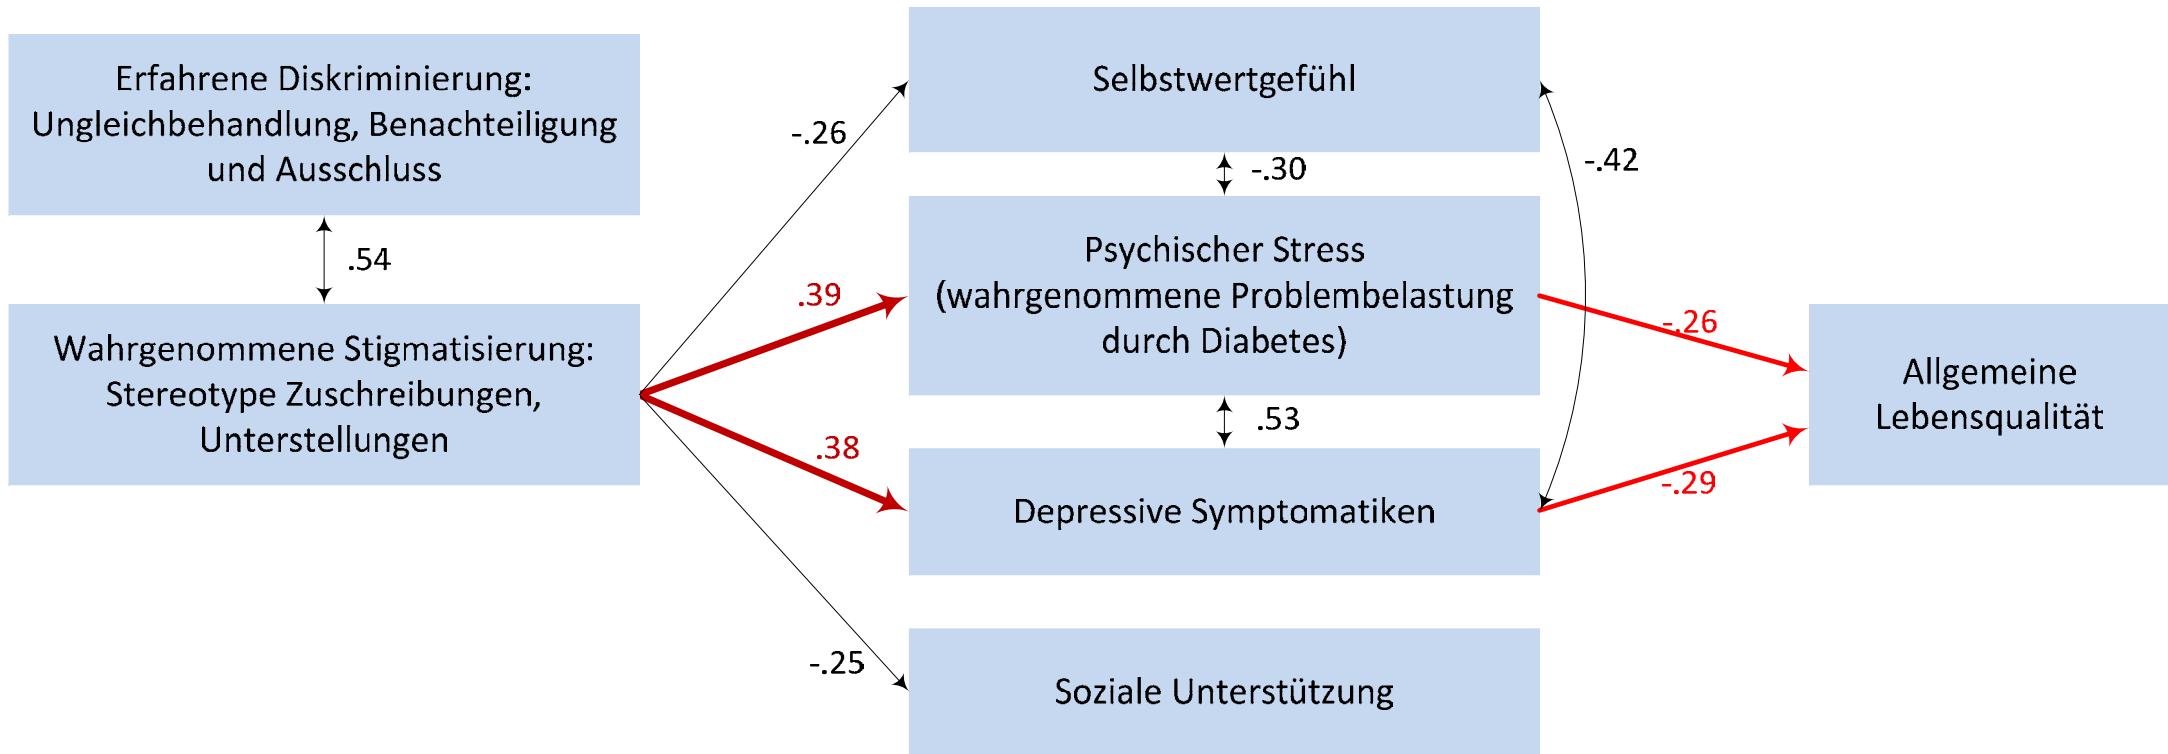 Erfahrene Diskriminierung:
Ungleichbehandlung, Benachteiligung
und Ausschluss
.54
Wahrgenommene Stigmatisierung:
Stereotype Zuschreibungen,
Unterstellungen
-.26
.39
.38
-.25
Selbstwertgefühl
-.30
-.42
Psychischer Stress
(wahrgenommene Problembelastung
durch Diabetes)
.53
Depressive Symptomatiken
Soziale Unterstützung
-.26
-.29
Allgemeine
Lebensqualität